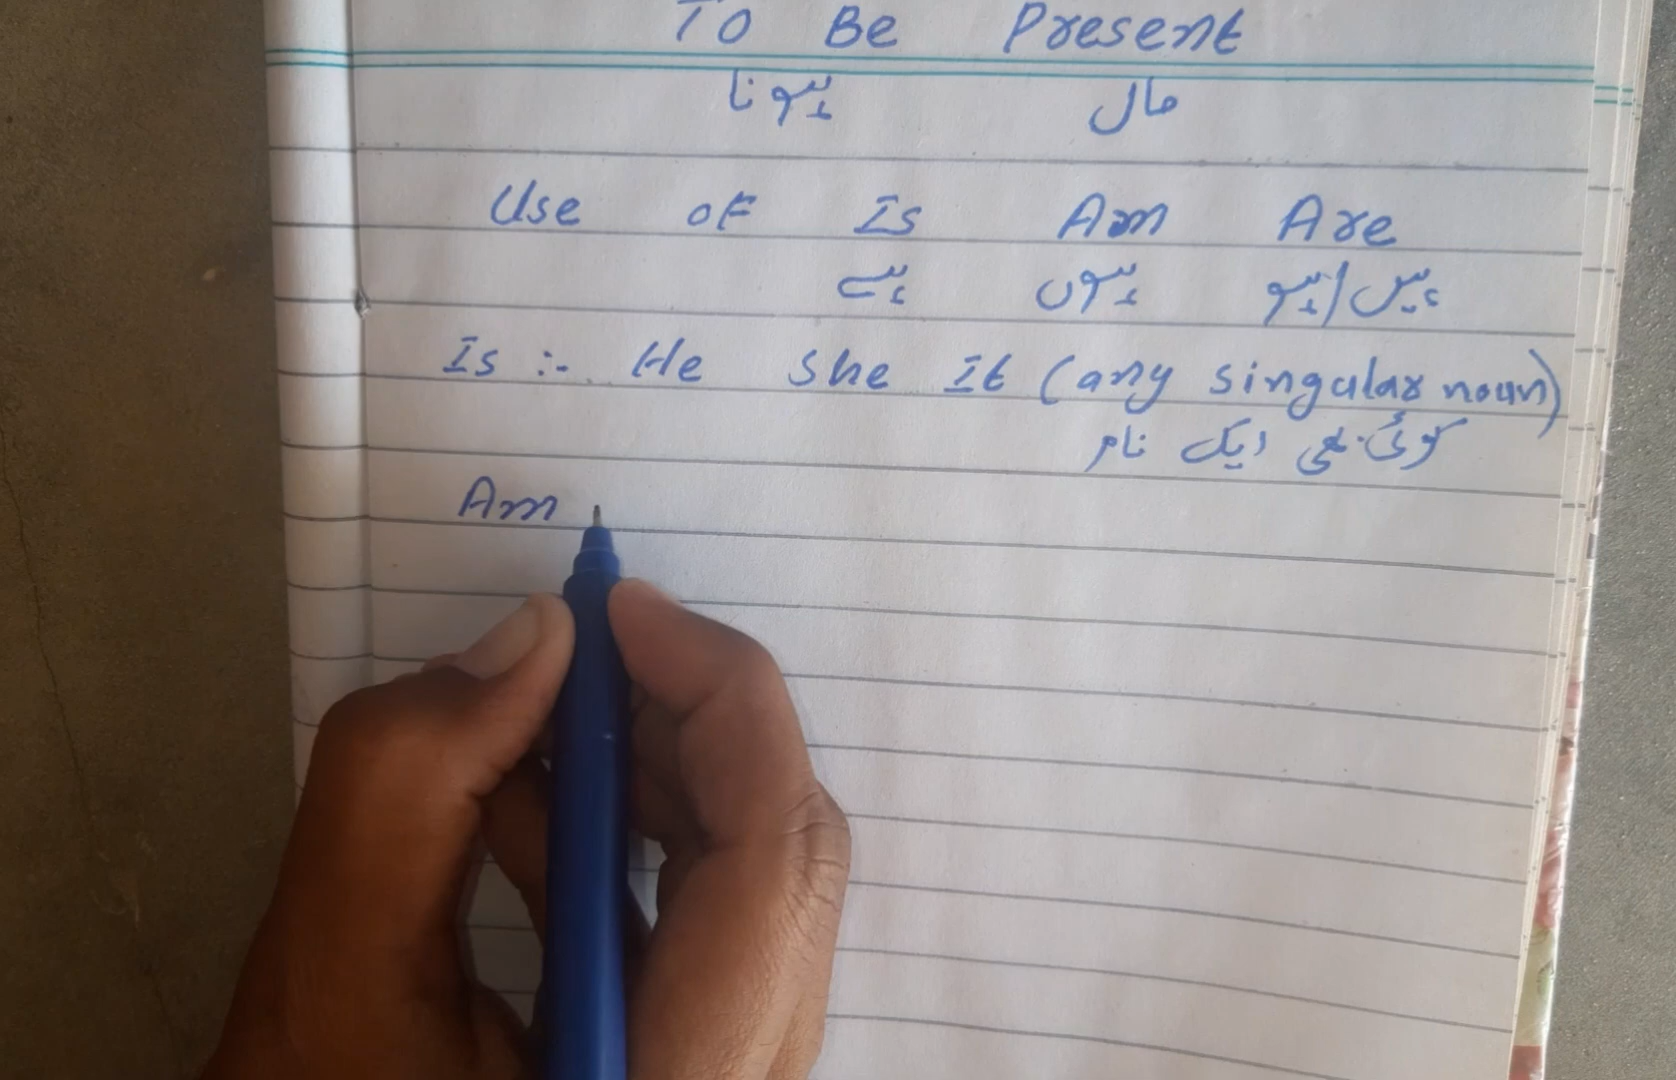 To Be Present
ہونا حال
Use of Is Am Are
ہے ہوں ہیں/ہو
Is :- He She It (any singular noun)
کوئی بھی ایک نام
Am